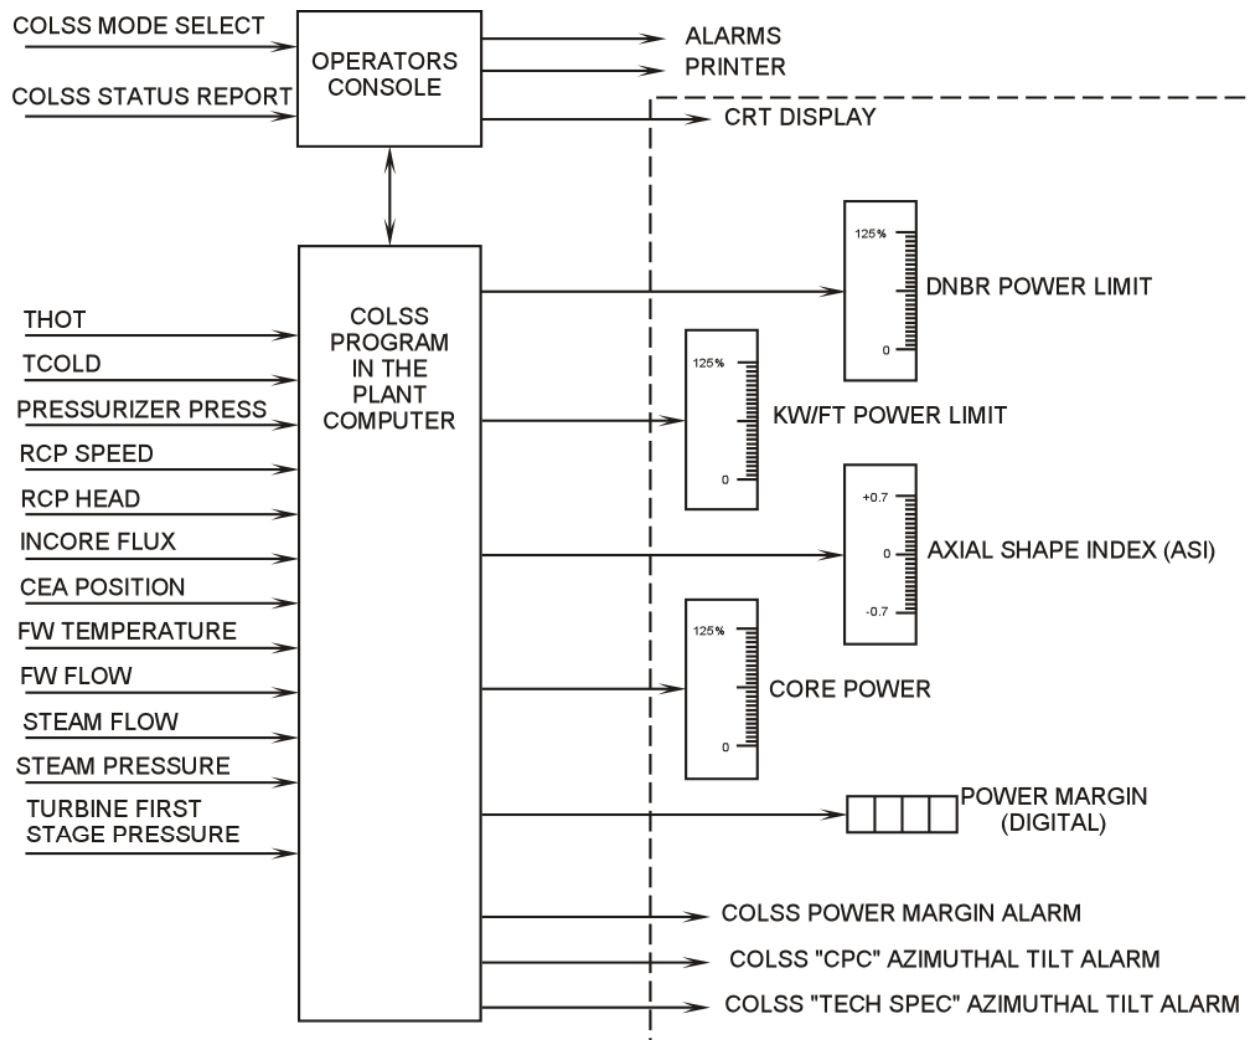 COLSS MODE SELECT
COLSS STATUS REPORT
OPERATORS
CONSOLE
ALARMS
PRINTER
CRT DISPLAY
THOT
TCOLD
PRESSURIZER PRESS
RCP SPEED
RCP HEAD
INCORE FLUX
CEA POSITION
FW TEMPERATURE
FW FLOW
STEAM FLOW
STEAM PRESSURE
TURBINE FIRST
STAGE PRESSURE
COLSS
PROGRAM
IN THE
PLANT
COMPUTER
125%
0
DNBR POWER LIMIT
125%
0
KW/FT POWER LIMIT
+0.7
0
-0.7
AXIAL SHAPE INDEX (ASI)
125%
0
CORE POWER
POWER MARGIN
(DIGITAL)
COLSS POWER MARGIN ALARM
COLSS "CPC" AZIMUTHAL TILT ALARM
COLSS "TECH SPEC" AZIMUTHAL TILT ALARM